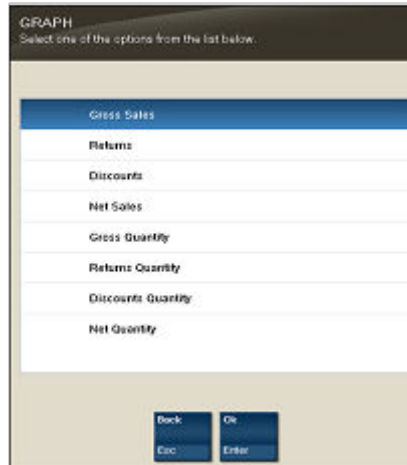 GRAPH
Select one of the options from the list below.
Gross Sales
Returns
Discounts
Net Sales
Gross Quantity
Returns Quantity
Discounts Quantity
Net Quantity
Back Ok
Esc Enter